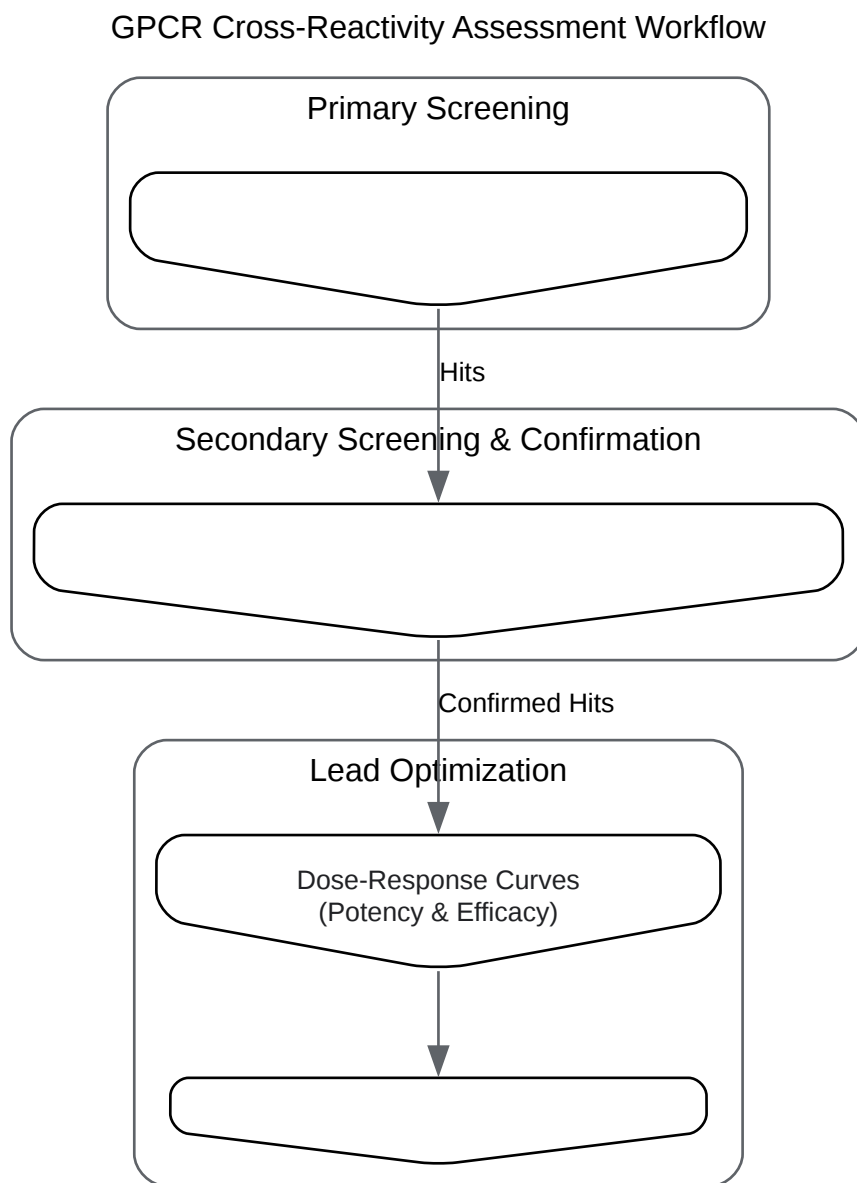 GPCR Cross-Reactivity Assessment Workflow
Primary Screening
Hits
Secondary Screening & Confirmation
Confirmed Hits
Lead Optimization
Dose-Response Curves
(Potency & Efficacy)